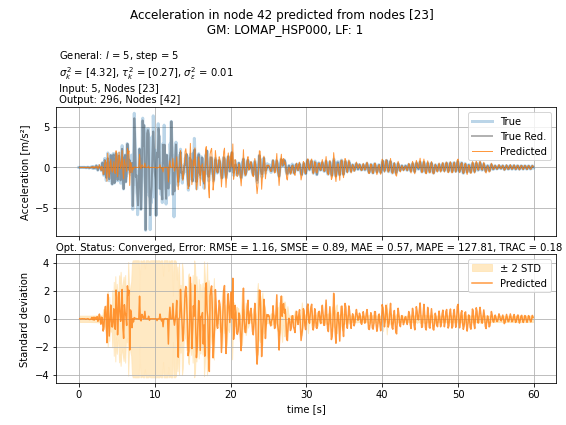 Acceleration in node 42 predicted from nodes [23]
GM: LOMAP_HSP000, LF: 1
General: l = 5, step = 5
σ²ₖ = [4.32], τ²ₖ = [0.27], σ²ε = 0.01
Input: 5, Nodes [23]
Output: 296, Nodes [42]
Acceleration [m/s²]
5
0
−5
True
True Red.
Predicted
Opt. Status: Converged, Error: RMSE = 1.16, SMSE = 0.89, MAE = 0.57, MAPE = 127.81, TRAC = 0.18
Standard deviation
4
2
0
−2
−4
± 2 STD
Predicted
0 10 20 30 40 50 60
time [s]